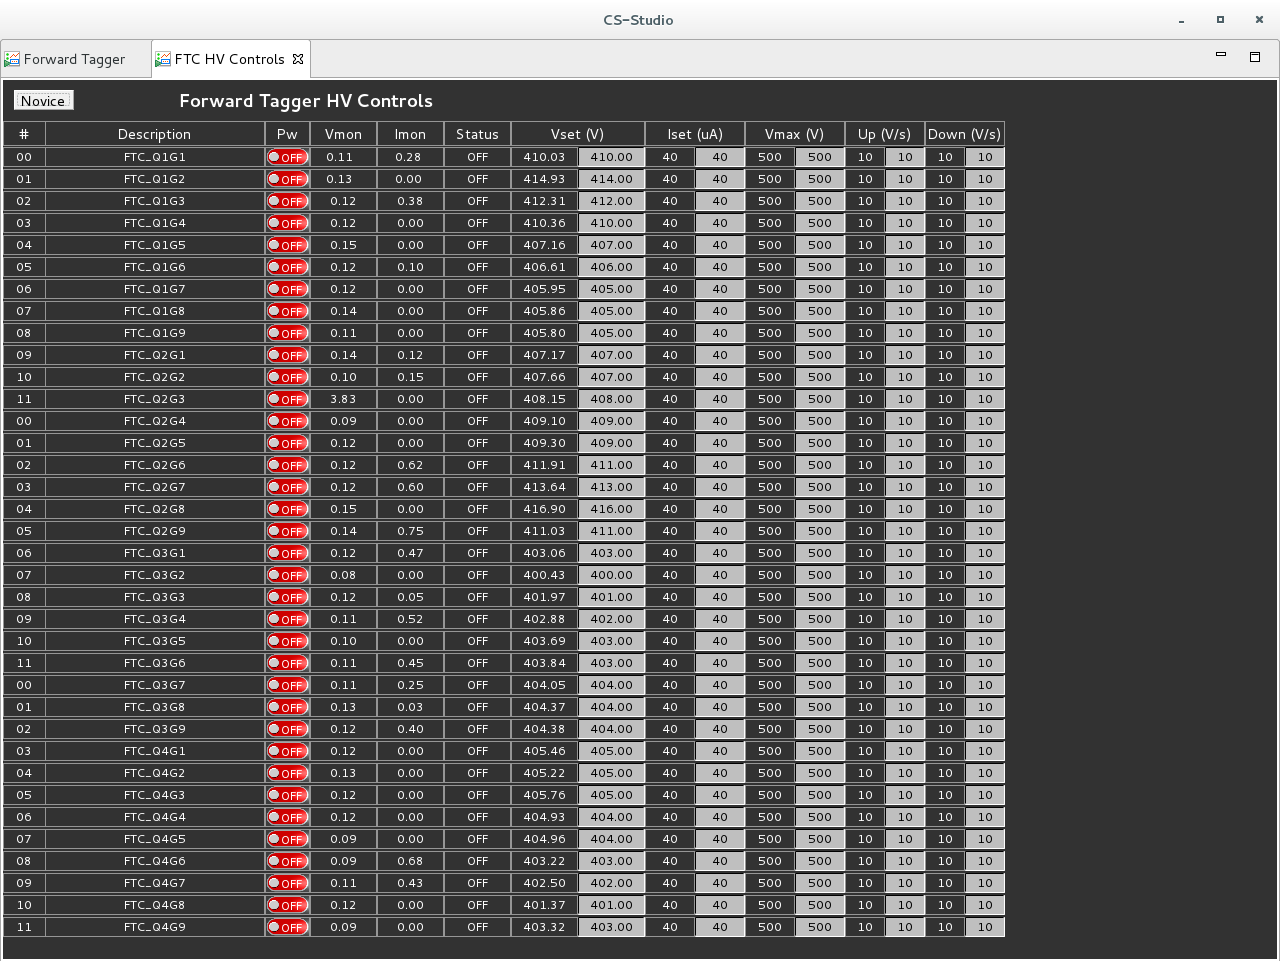 CS-Studio
Forward Tagger FTC HV Controls
Novice Forward Tagger HV Controls
# Description Pw Vmon Imon Status Vset (V) Iset (uA) Vmax (V) Up (V/s) Down (V/s)
00 FTC_Q1G1 OFF 0.11 0.28 OFF 410.03 410.00 40 40 500 500 10 10 10 10
01 FTC_Q1G2 OFF 0.13 0.00 OFF 414.93 414.00 40 40 500 500 10 10 10 10
02 FTC_Q1G3 OFF 0.12 0.38 OFF 412.31 412.00 40 40 500 500 10 10 10 10
03 FTC_Q1G4 OFF 0.12 0.00 OFF 410.36 410.00 40 40 500 500 10 10 10 10
04 FTC_Q1G5 OFF 0.15 0.00 OFF 407.16 407.00 40 40 500 500 10 10 10 10
05 FTC_Q1G6 OFF 0.12 0.10 OFF 406.61 406.00 40 40 500 500 10 10 10 10
06 FTC_Q1G7 OFF 0.12 0.00 OFF 405.95 405.00 40 40 500 500 10 10 10 10
07 FTC_Q1G8 OFF 0.14 0.00 OFF 405.86 405.00 40 40 500 500 10 10 10 10
08 FTC_Q1G9 OFF 0.11 0.00 OFF 405.80 405.00 40 40 500 500 10 10 10 10
09 FTC_Q2G1 OFF 0.14 0.12 OFF 407.17 407.00 40 40 500 500 10 10 10 10
10 FTC_Q2G2 OFF 0.10 0.15 OFF 407.66 407.00 40 40 500 500 10 10 10 10
11 FTC_Q2G3 OFF 3.83 0.00 OFF 408.15 408.00 40 40 500 500 10 10 10 10
00 FTC_Q2G4 OFF 0.09 0.00 OFF 409.10 409.00 40 40 500 500 10 10 10 10
01 FTC_Q2G5 OFF 0.12 0.00 OFF 409.30 409.00 40 40 500 500 10 10 10 10
02 FTC_Q2G6 OFF 0.12 0.62 OFF 411.91 411.00 40 40 500 500 10 10 10 10
03 FTC_Q2G7 OFF 0.12 0.60 OFF 413.64 413.00 40 40 500 500 10 10 10 10
04 FTC_Q2G8 OFF 0.15 0.00 OFF 416.90 416.00 40 40 500 500 10 10 10 10
05 FTC_Q2G9 OFF 0.14 0.75 OFF 411.03 411.00 40 40 500 500 10 10 10 10
06 FTC_Q3G1 OFF 0.12 0.47 OFF 403.06 403.00 40 40 500 500 10 10 10 10
07 FTC_Q3G2 OFF 0.08 0.00 OFF 400.43 400.00 40 40 500 500 10 10 10 10
08 FTC_Q3G3 OFF 0.12 0.05 OFF 401.97 401.00 40 40 500 500 10 10 10 10
09 FTC_Q3G4 OFF 0.11 0.52 OFF 402.88 402.00 40 40 500 500 10 10 10 10
10 FTC_Q3G5 OFF 0.10 0.00 OFF 403.69 403.00 40 40 500 500 10 10 10 10
11 FTC_Q3G6 OFF 0.11 0.45 OFF 403.84 403.00 40 40 500 500 10 10 10 10
00 FTC_Q3G7 OFF 0.11 0.25 OFF 404.05 404.00 40 40 500 500 10 10 10 10
01 FTC_Q3G8 OFF 0.13 0.03 OFF 404.37 404.00 40 40 500 500 10 10 10 10
02 FTC_Q3G9 OFF 0.12 0.40 OFF 404.38 404.00 40 40 500 500 10 10 10 10
03 FTC_Q4G1 OFF 0.12 0.00 OFF 405.46 405.00 40 40 500 500 10 10 10 10
04 FTC_Q4G2 OFF 0.13 0.00 OFF 405.22 405.00 40 40 500 500 10 10 10 10
05 FTC_Q4G3 OFF 0.12 0.00 OFF 405.76 405.00 40 40 500 500 10 10 10 10
06 FTC_Q4G4 OFF 0.12 0.00 OFF 404.93 404.00 40 40 500 500 10 10 10 10
07 FTC_Q4G5 OFF 0.09 0.00 OFF 404.96 404.00 40 40 500 500 10 10 10 10
08 FTC_Q4G6 OFF 0.09 0.68 OFF 403.22 403.00 40 40 500 500 10 10 10 10
09 FTC_Q4G7 OFF 0.11 0.43 OFF 402.50 402.00 40 40 500 500 10 10 10 10
10 FTC_Q4G8 OFF 0.12 0.00 OFF 401.37 401.00 40 40 500 500 10 10 10 10
11 FTC_Q4G9 OFF 0.09 0.00 OFF 403.32 403.00 40 40 500 500 10 10 10 10